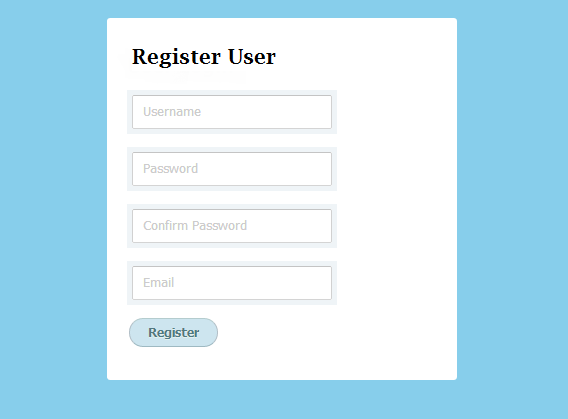 Register User
Username
Password
Confirm Password
Email
Register